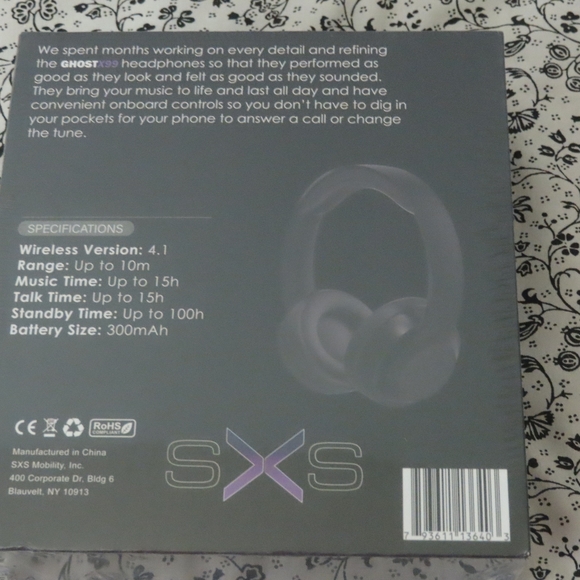 We spent months working on every detail and refining
the GHOSTX99 headphones so that they performed as
good as they look and felt as good as they sounded.
They bring your music to life and last all day and have
convenient onboard controls so you don't have to dig in
your pockets for your phone to answer a call or change
the tune.
SPECIFICATIONS
Wireless Version: 4.1
Range: Up to 10m
Music Time: Up to 15h
Talk Time: Up to 15h
Standby Time: Up to 100h
Battery Size: 300mAh
CE RoHS
COMPLIANT
Manufactured in China
SXS Mobility, Inc.
400 Corporate Dr, Bldg 6
Blauvelt, NY 10913
SXS
7 93611 13640 3